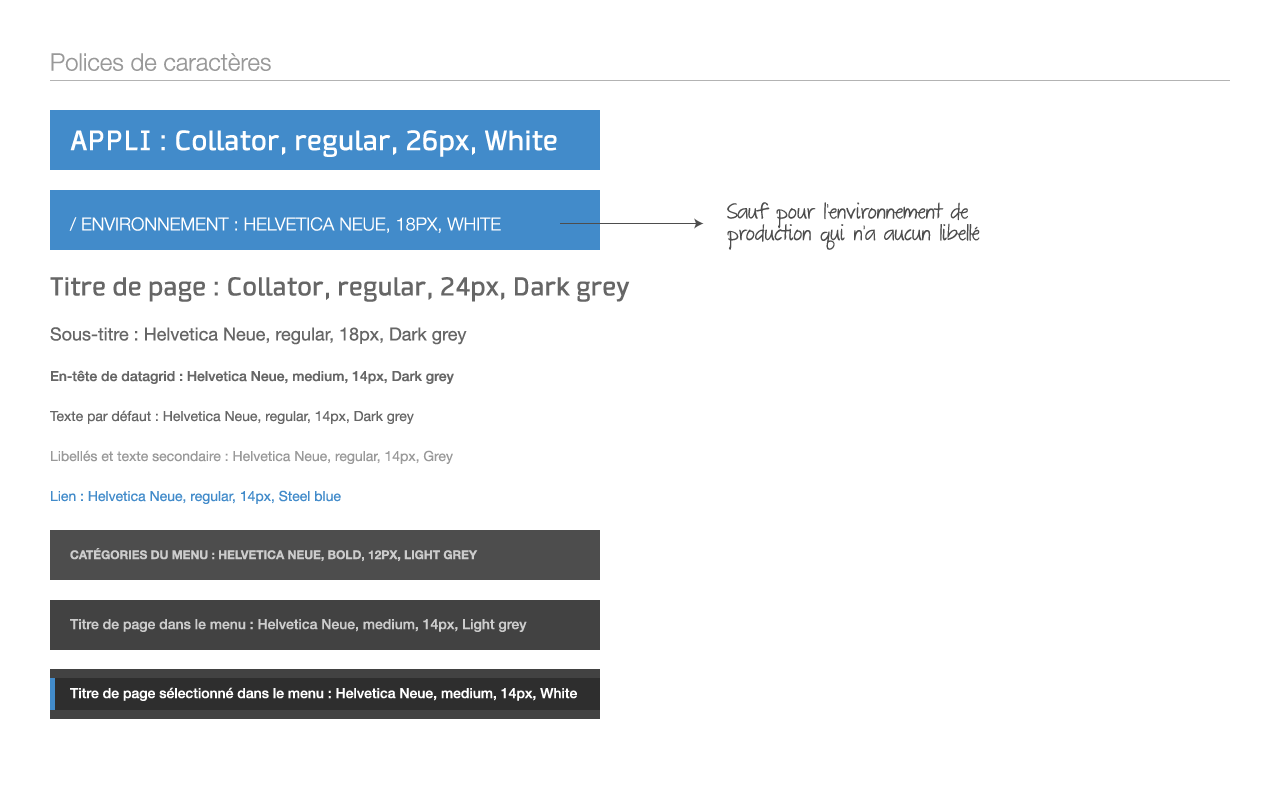 Polices de caractères
APPLI : Collator, regular, 26px, White
/ ENVIRONNEMENT : HELVETICA NEUE, 18PX, WHITE
Sauf pour l'environnement de
production qui n'a aucun libellé
Titre de page : Collator, regular, 24px, Dark grey
Sous-titre : Helvetica Neue, regular, 18px, Dark grey
En-tête de datagrid : Helvetica Neue, medium, 14px, Dark grey
Texte par défaut : Helvetica Neue, regular, 14px, Dark grey
Libellés et texte secondaire : Helvetica Neue, regular, 14px, Grey
Lien : Helvetica Neue, regular, 14px, Steel blue
CATÉGORIES DU MENU : HELVETICA NEUE, BOLD, 12PX, LIGHT GREY
Titre de page dans le menu : Helvetica Neue, medium, 14px, Light grey
Titre de page sélectionné dans le menu : Helvetica Neue, medium, 14px, White